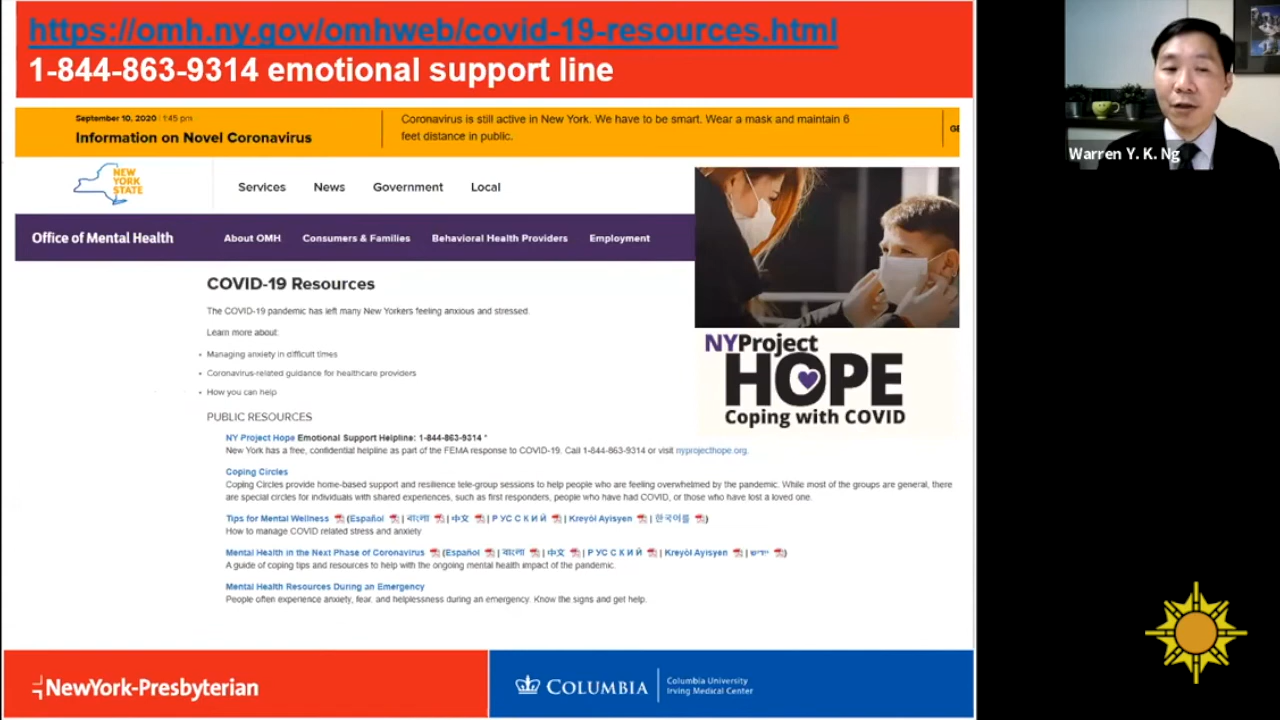 https://omh.ny.gov/omhweb/covid-19-resources.html
1-844-863-9314 emotional support line
September 10, 2020 | 1:45 pm
Information on Novel Coronavirus
Coronavirus is still active in New York. We have to be smart. Wear a mask and maintain 6
feet distance in public.
NEW
YORK
STATE
Services News Government Local
Office of Mental Health
About OMH Consumers & Families Behavioral Health Providers Employment
COVID-19 Resources
The COVID-19 pandemic has left many New Yorkers feeling anxious and stressed.
Learn more about:
• Managing anxiety in difficult times
• Coronavirus-related guidance for healthcare providers
• How you can help
NYProject
HOPE
Coping with COVID
PUBLIC RESOURCES
NY Project Hope Emotional Support Helpline: 1-844-863-9314 *
New York has a free, confidential helpline as part of the FEMA response to COVID-19. Call 1-844-863-9314 or visit nyprojecthope.org.
Coping Circles
Coping Circles provide home-based support and resilience tele-group sessions to help people who are feeling overwhelmed by the pandemic. While most of the groups are general, there
are special circles for individuals with shared experiences, such as first responders, people who have had COVID, or those who have lost a loved one.
Tips for Mental Wellness (Español | বাংলা | 中文 | Р УС С К И Й | Kreyòl Ayisyen | 한국어를 )
How to manage COVID related stress and anxiety
Mental Health in the Next Phase of Coronavirus (Español | বাংলা | 中文 | Р УС С К И Й | Kreyòl Ayisyen | ייִדיש )
A guide of coping tips and resources to help with the ongoing mental health impact of the pandemic.
Mental Health Resources During an Emergency
People often experience anxiety, fear, and helplessness during an emergency. Know the signs and get help.
NewYork-Presbyterian
COLUMBIA
Columbia University
Irving Medical Center
Warren Y. K. Ng